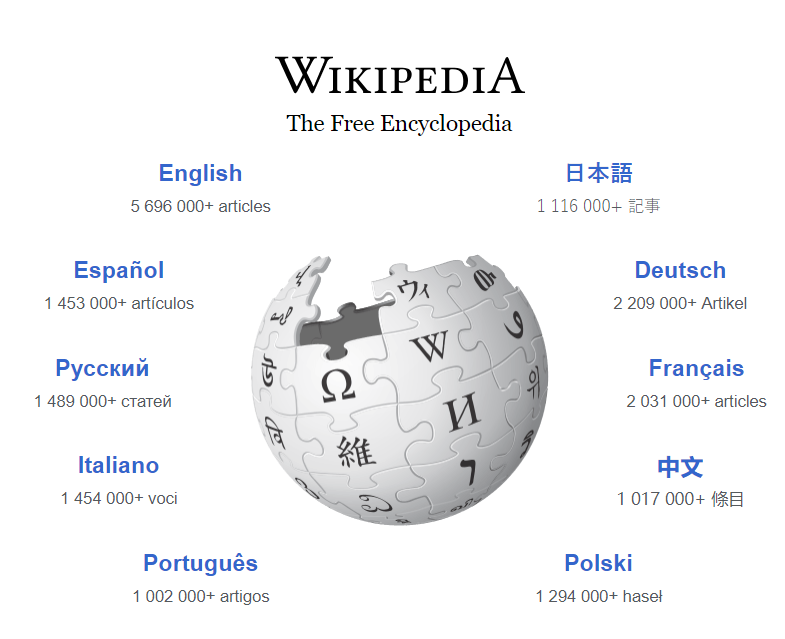 WIKIPEDIA
The Free Encyclopedia
English
5 696 000+ articles
日本語
1 116 000+ 記事
Español
1 453 000+ artículos
Deutsch
2 209 000+ Artikel
Русский
1 489 000+ статей
Français
2 031 000+ articles
Italiano
1 454 000+ voci
中文
1 017 000+ 條目
Português
1 002 000+ artigos
Polski
1 294 000+ haseł
ウィ
W
Ω
И
維